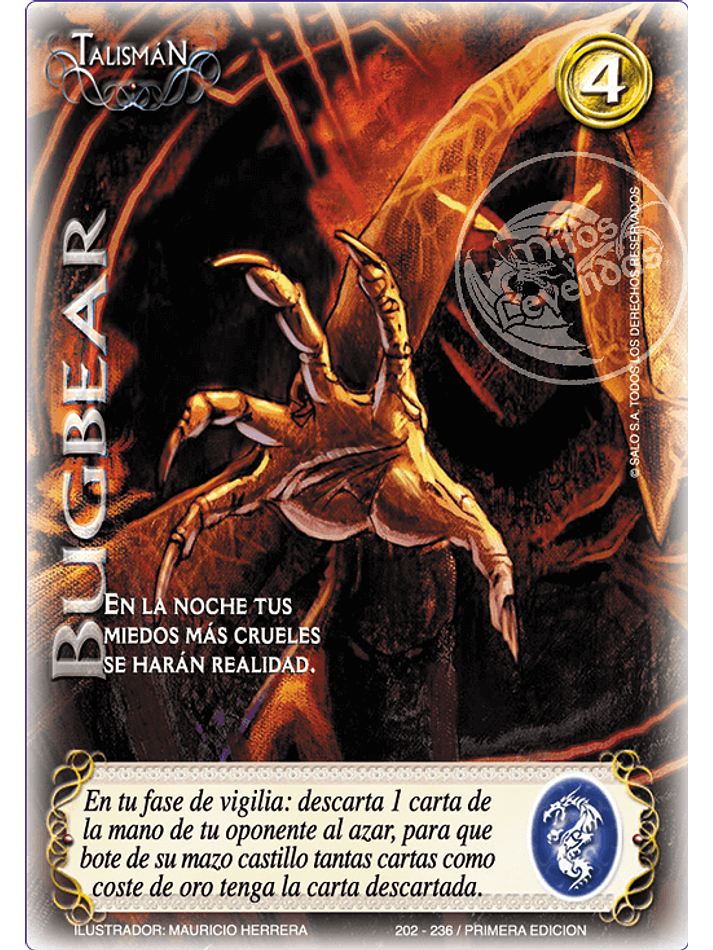 TALISMÁN
4
BUGBEAR
Mitos
y
Leyendas
© SALO S.A. TODOS LOS DERECHOS RESERVADOS
EN LA NOCHE TUS
MIEDOS MÁS CRUELES
SE HARÁN REALIDAD.
En tu fase de vigilia: descarta 1 carta de
la mano de tu oponente al azar, para que
bote de su mazo castillo tantas cartas como
coste de oro tenga la carta descartada.
ILUSTRADOR: MAURICIO HERRERA 202 - 236 / PRIMERA EDICION